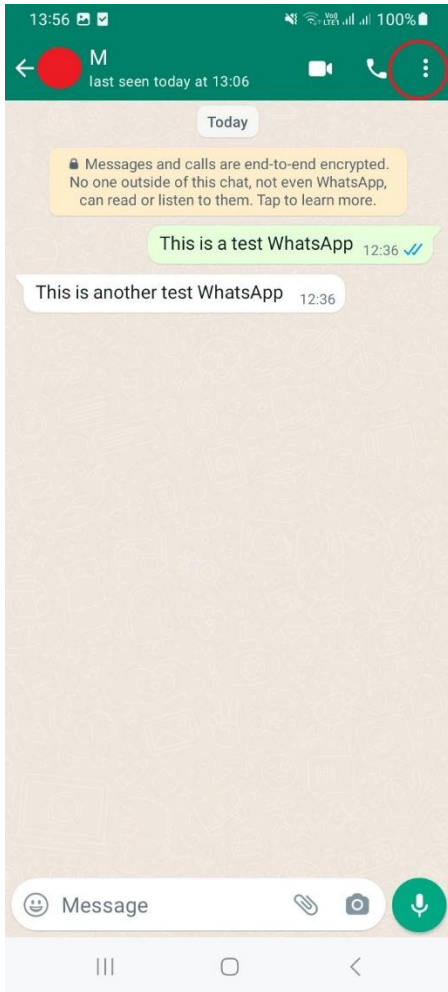 13:56 100%
M
last seen today at 13:06
Today
Messages and calls are end-to-end encrypted.
No one outside of this chat, not even WhatsApp,
can read or listen to them. Tap to learn more.
This is a test WhatsApp 12:36
This is another test WhatsApp 12:36
Message